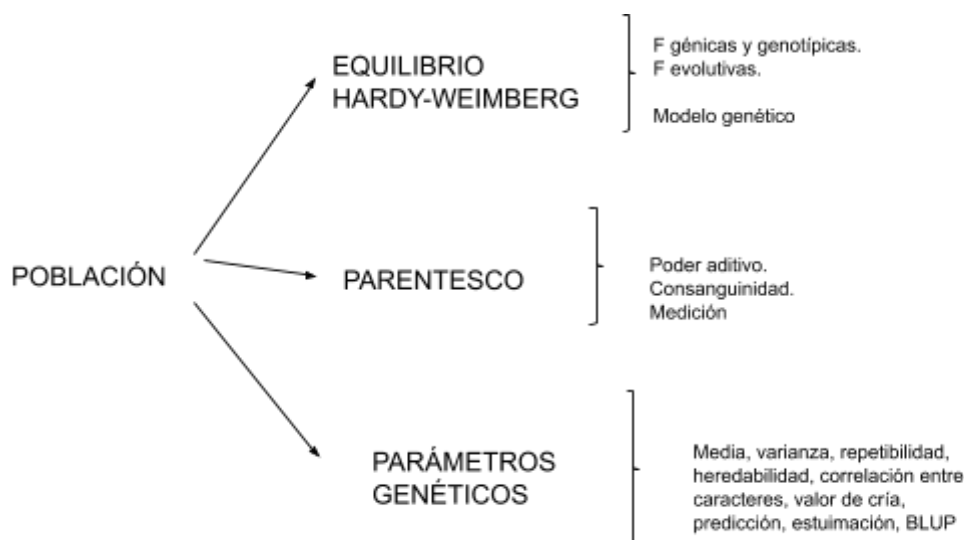 POBLACIÓN
EQUILIBRIO
HARDY-WEIMBERG
F génicas y genotípicas.
F evolutivas.
Modelo genético
PARENTESCO
Poder aditivo.
Consanguinidad.
Medición
PARÁMETROS
GENÉTICOS
Media, varianza, repetibilidad,
heredabilidad, correlación entre
caracteres, valor de cría,
predicción, estuimación, BLUP